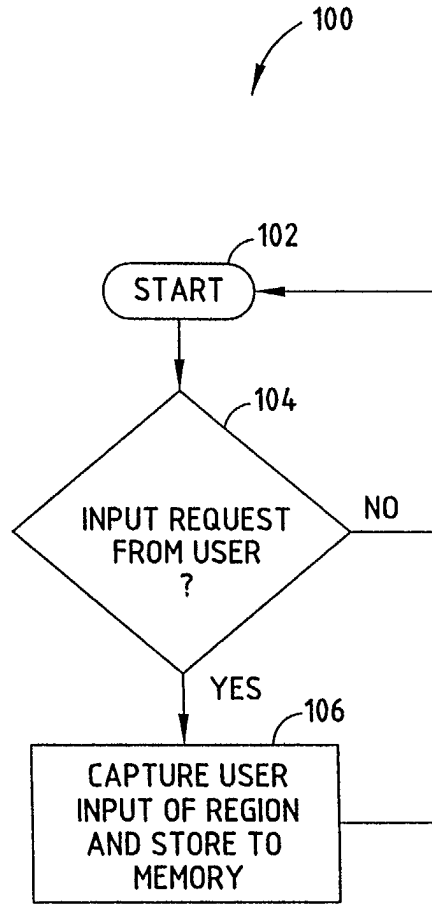 100
102
START
104
INPUT REQUEST
FROM USER
?
NO
YES
106
CAPTURE USER
INPUT OF REGION
AND STORE TO
MEMORY